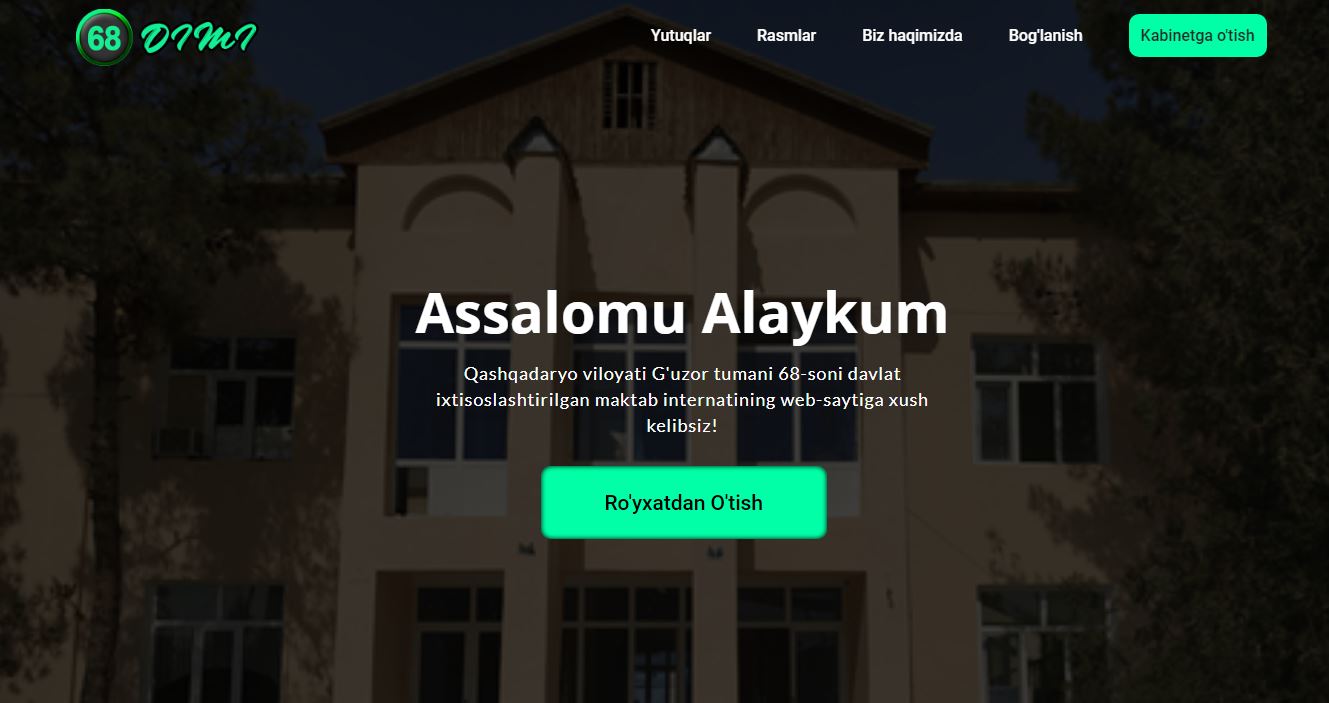 68 DIMI
Yutuqlar
Rasmlar
Biz haqimizda
Bog'lanish
Kabinetga o'tish
Assalomu Alaykum
Qashqadaryo viloyati G'uzor tumani 68-soni davlat
ixtisoslashtirilgan maktab internatining web-saytiga xush
kelibsiz!
Ro'yxatdan O'tish